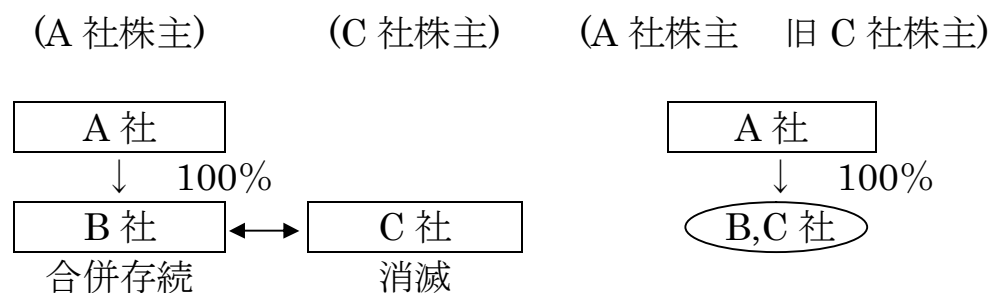 (A 社株主) (C 社株主) (A 社株主 旧 C 社株主)
A 社 A 社
↓ 100% ↓ 100%
B 社 C 社 B,C 社
合併存続 消滅